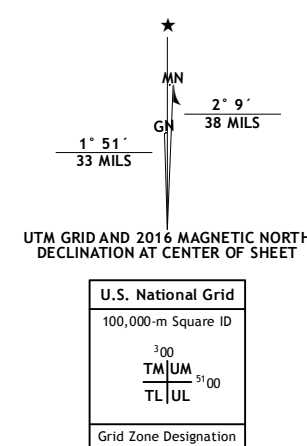 ★
MN
GN
2° 9´
38 MILS
1° 51´
33 MILS
UTM GRID AND 2016 MAGNETIC NORTH
DECLINATION AT CENTER OF SHEET
U.S. National Grid
100,000-m Square ID
³00
TM UM
⁵¹00
TL UL
Grid Zone Designation